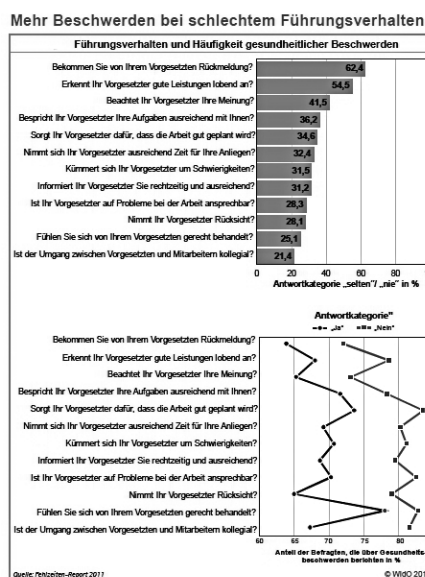 Mehr Beschwerden bei schlechtem Führungsverhalten
Führungsverhalten und Häufigkeit gesundheitlicher Beschwerden
Bekommen Sie von Ihrem Vorgesetzten Rückmeldung? 62,4
Erkennt Ihr Vorgesetzter gute Leistungen lobend an? 54,5
Beachtet Ihr Vorgesetzter Ihre Meinung? 41,5
Bespricht Ihr Vorgesetzter Ihre Aufgaben ausreichend mit Ihnen? 36,2
Sorgt Ihr Vorgesetzter dafür, dass die Arbeit gut geplant wird? 34,6
Nimmt sich Ihr Vorgesetzter ausreichend Zeit für Ihre Anliegen? 32,4
Kümmert sich Ihr Vorgesetzter um Schwierigkeiten? 31,5
Informiert Ihr Vorgesetzter Sie rechtzeitig und ausreichend? 31,2
Ist Ihr Vorgesetzter auf Probleme bei der Arbeit ansprechbar? 28,3
Nimmt Ihr Vorgesetzter Rücksicht? 28,1
Fühlen Sie sich von Ihrem Vorgesetzten gerecht behandelt? 25,1
Ist der Umgang zwischen Vorgesetzten und Mitarbeitern kollegial? 21,4
0 20 40 60 80
Antwortkategorie „selten"/ „nie" in %
Antwortkategorie"
„Ja" „Nein"
Bekommen Sie von Ihrem Vorgesetzten Rückmeldung?
Erkennt Ihr Vorgesetzter gute Leistungen lobend an?
Beachtet Ihr Vorgesetzter Ihre Meinung?
Bespricht Ihr Vorgesetzter Ihre Aufgaben ausreichend mit Ihnen?
Sorgt Ihr Vorgesetzter dafür, dass die Arbeit gut geplant wird?
Nimmt sich Ihr Vorgesetzter ausreichend Zeit für Ihre Anliegen?
Kümmert sich Ihr Vorgesetzter um Schwierigkeiten?
Informiert Ihr Vorgesetzter Sie rechtzeitig und ausreichend?
Ist Ihr Vorgesetzter auf Probleme bei der Arbeit ansprechbar?
Nimmt Ihr Vorgesetzter Rücksicht?
Fühlen Sie sich von Ihrem Vorgesetzten gerecht behandelt?
Ist der Umgang zwischen Vorgesetzten und Mitarbeitern kollegial?
60 65 70 75 80
Anteil der Befragten, die über Gesundheits-
beschwerden berichten in %
Quelle: Fehlzeiten-Report 2011
© WIdO 201